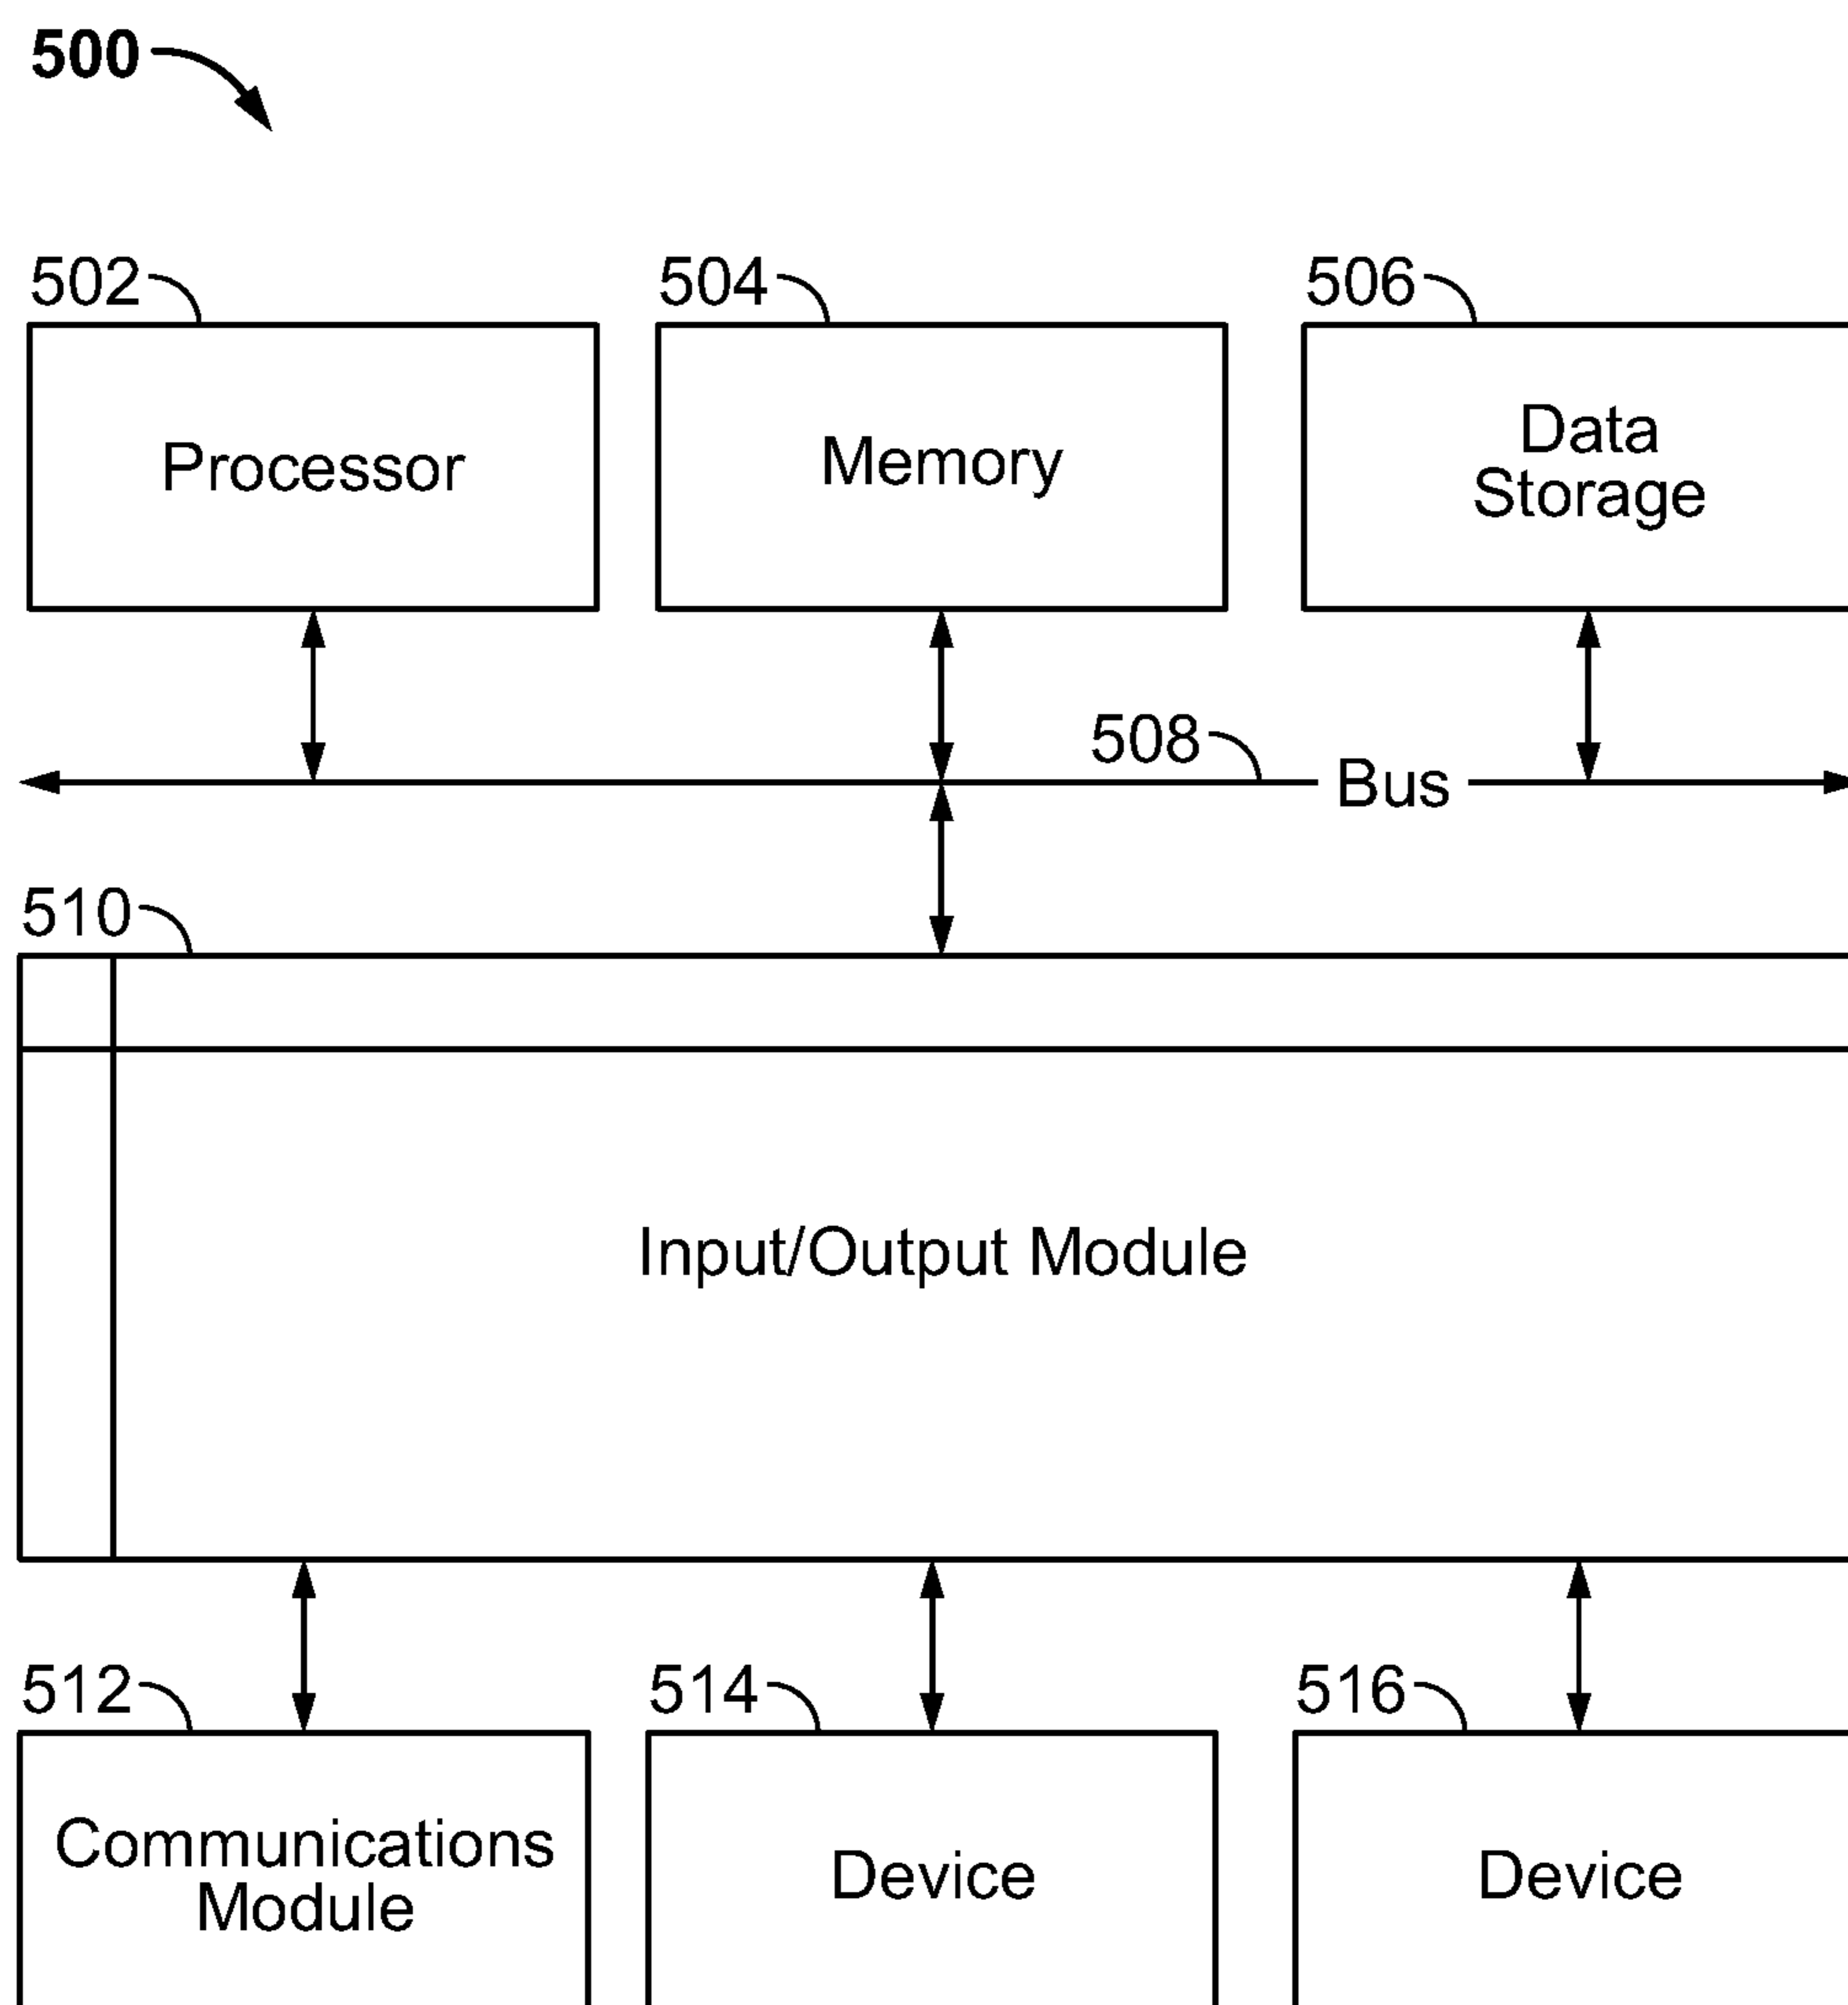 500
502
504
506
Processor
Memory
Data
Storage
508
Bus
510
Input/Output Module
512
514
516
Communications
Module
Device
Device